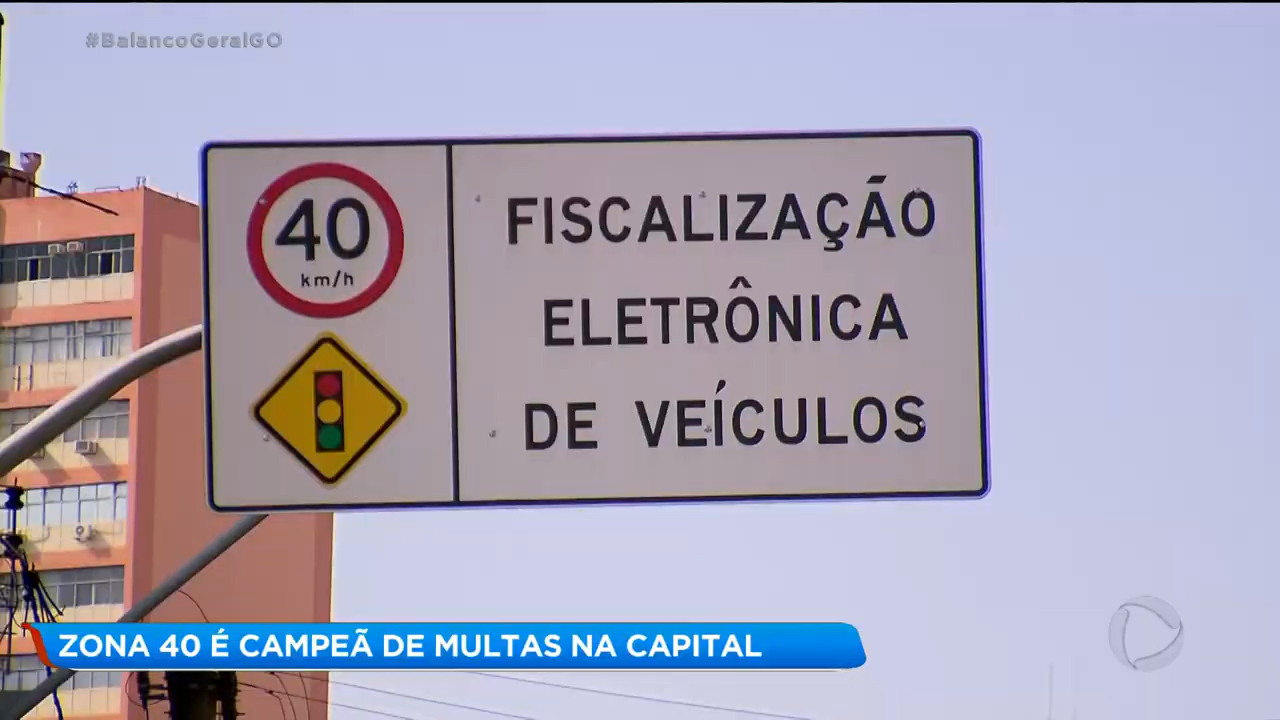 #BalancoGeralGO
40
km/h
FISCALIZAÇÃO
ELETRÔNICA
DE VEÍCULOS
ZONA 40 É CAMPEÃ DE MULTAS NA CAPITAL